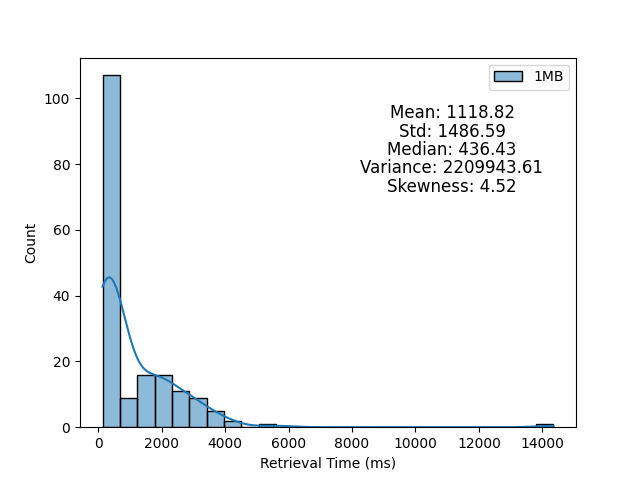 1MB
Mean: 1118.82
Std: 1486.59
Median: 436.43
Variance: 2209943.61
Skewness: 4.52
Count
100
80
60
40
20
0
0 2000 4000 6000 8000 10000 12000 14000
Retrieval Time (ms)